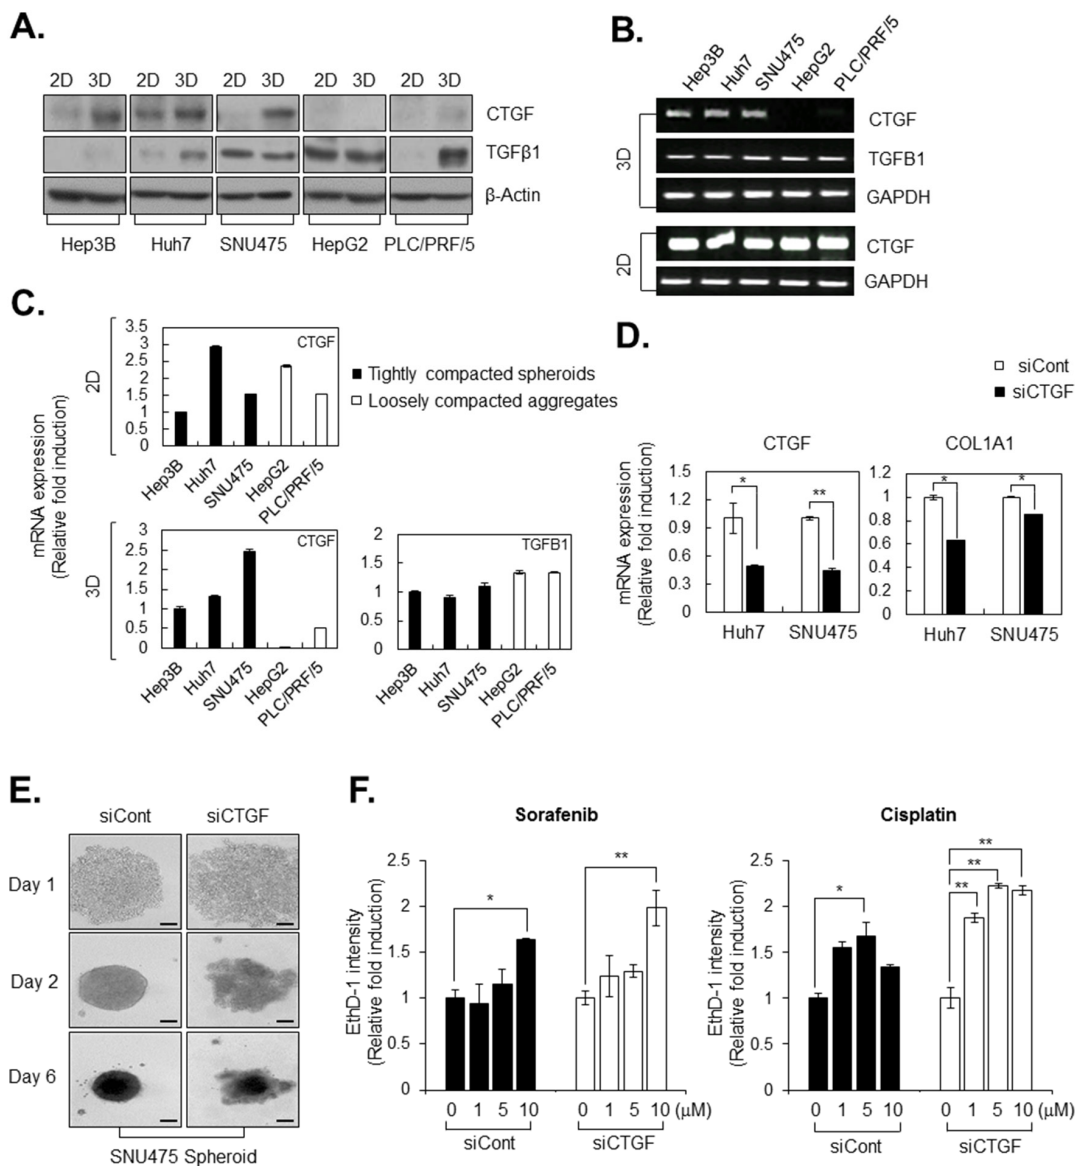 A.
2D 3D 2D 3D 2D 3D 2D 3D 2D 3D
CTGF
TGFβ1
β-Actin
Hep3B Huh7 SNU475 HepG2 PLC/PRF/5
B.
Hep3B Huh7 SNU475 HepG2 PLC/PRF/5
3D
CTGF
TGFB1
GAPDH
2D
CTGF
GAPDH
C.
mRNA expression
(Relative fold induction)
2D
CTGF
3.5
3
2.5
2
1.5
1
0.5
0
Hep3B Huh7 SNU475 HepG2 PLC/PRF/5
Tightly compacted spheroids
Loosely compacted aggregates
3D
CTGF
3
2.5
2
1.5
1
0.5
0
Hep3B Huh7 SNU475 HepG2 PLC/PRF/5
TGFB1
2
1.5
1
0.5
0
Hep3B Huh7 SNU475 HepG2 PLC/PRF/5
D.
siCont
siCTGF
mRNA expression
(Relative fold induction)
CTGF
1.5
1.2
0.9
0.6
0.3
0
* **
Huh7 SNU475
COL1A1
1.2
1
0.8
0.6
0.4
0.2
0
* *
Huh7 SNU475
E.
siCont siCTGF
Day 1
Day 2
Day 6
SNU475 Spheroid
F.
Sorafenib
EthD-1 intensity
(Relative fold induction)
2.5
2
1.5
1
0.5
0
* **
0 1 5 10 0 1 5 10 (μM)
siCont siCTGF
Cisplatin
EthD-1 intensity
(Relative fold induction)
2.5
2
1.5
1
0.5
0
**
**
* **
0 1 5 10 0 1 5 10 (μM)
siCont siCTGF